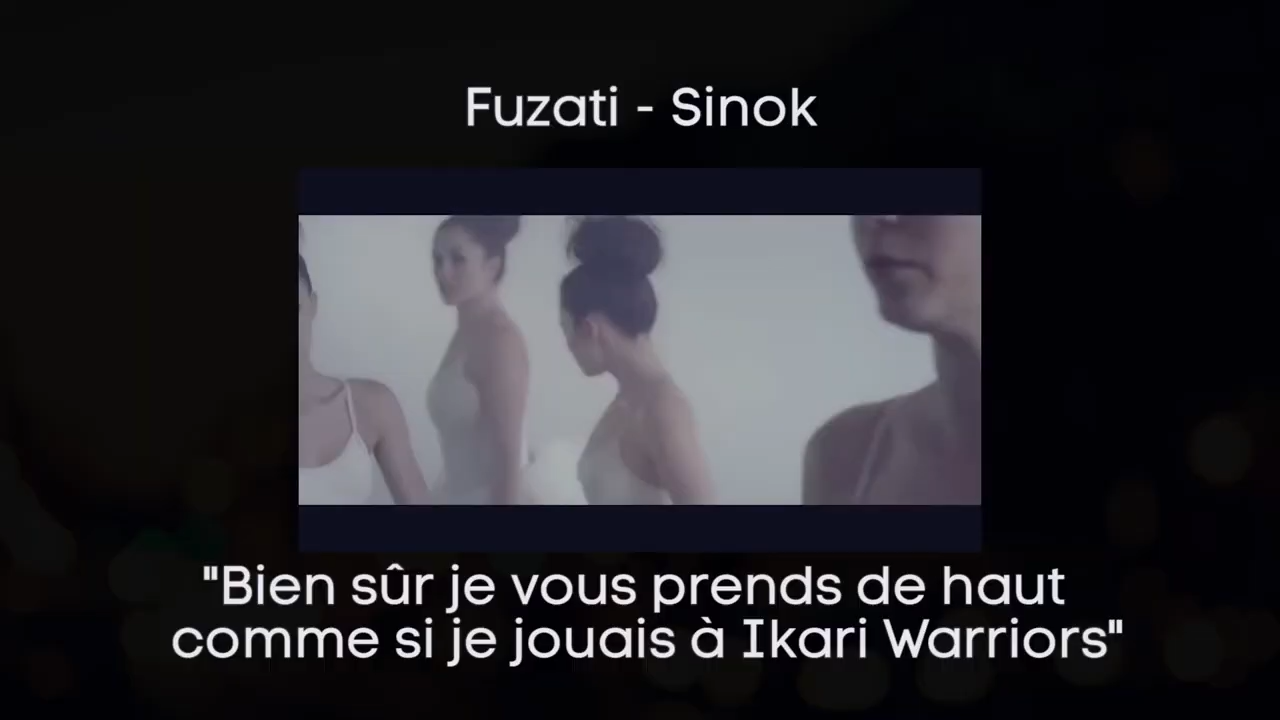 Fuzati - Sinok
"Bien sûr je vous prends de haut
comme si je jouais à Ikari Warriors"